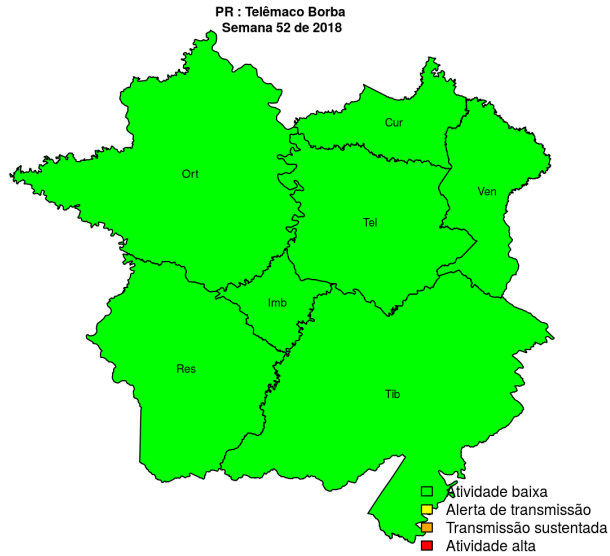 PR : Telêmaco Borba
Semana 52 de 2018
Cur
Ort
Ven
Tel
Imb
Res
Tib
Atividade baixa
Alerta de transmissão
Transmissão sustentada
Atividade alta